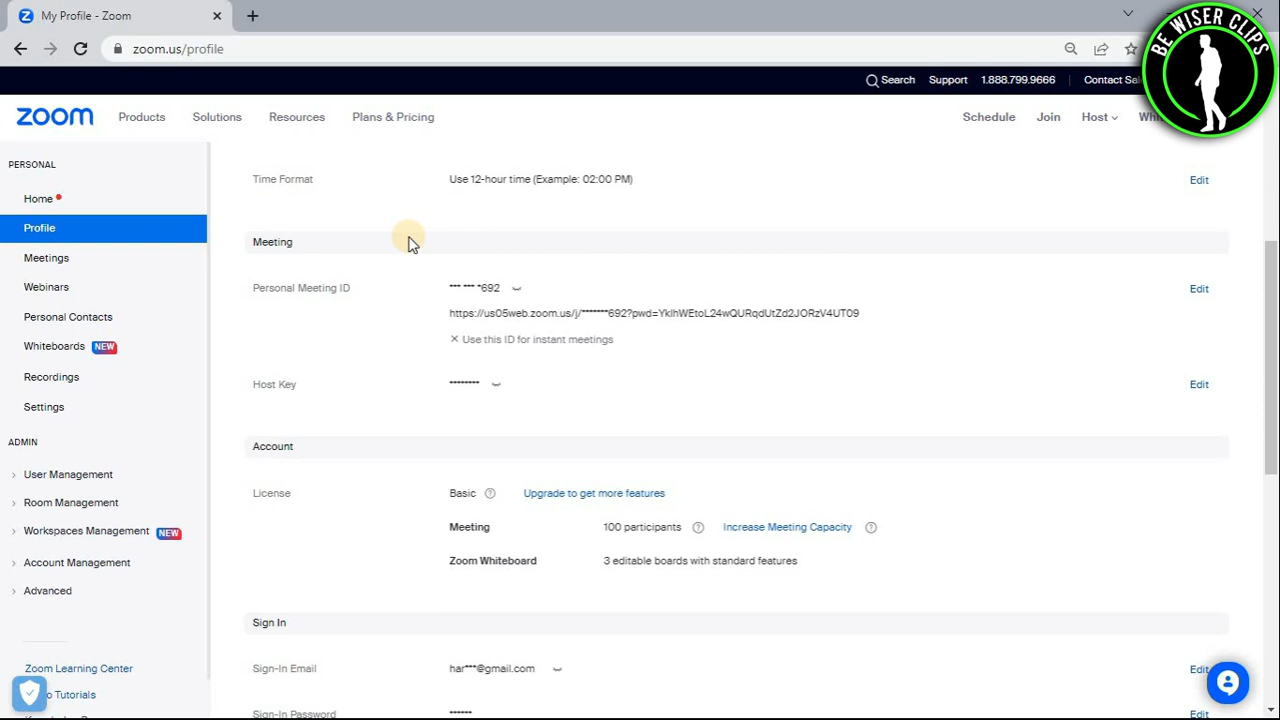 My Profile - Zoom
zoom.us/profile
BE WISER CLIPS
Search Support 1.888.799.9666 Contact
zoom Products Solutions Resources Plans & Pricing Schedule Join Host
PERSONAL
Home
Profile
Meetings
Webinars
Personal Contacts
Whiteboards NEW
Recordings
Settings
ADMIN
User Management
Room Management
Workspaces Management NEW
Account Management
Advanced
Zoom Learning Center
Tutorials
Time Format Use 12-hour time (Example: 02:00 PM) Edit
Meeting
Personal Meeting ID *** *** *692 Edit
https://us05web.zoom.us/j/*******692?pwd=YklhWEtoL24wQURqdUtZd2JORzV4UT09
× Use this ID for instant meetings
Host Key ******** Edit
Account
License Basic Upgrade to get more features
Meeting 100 participants Increase Meeting Capacity
Zoom Whiteboard 3 editable boards with standard features
Sign In
Sign-In Email har***@gmail.com Edit
Sign-In Password ****** Edit